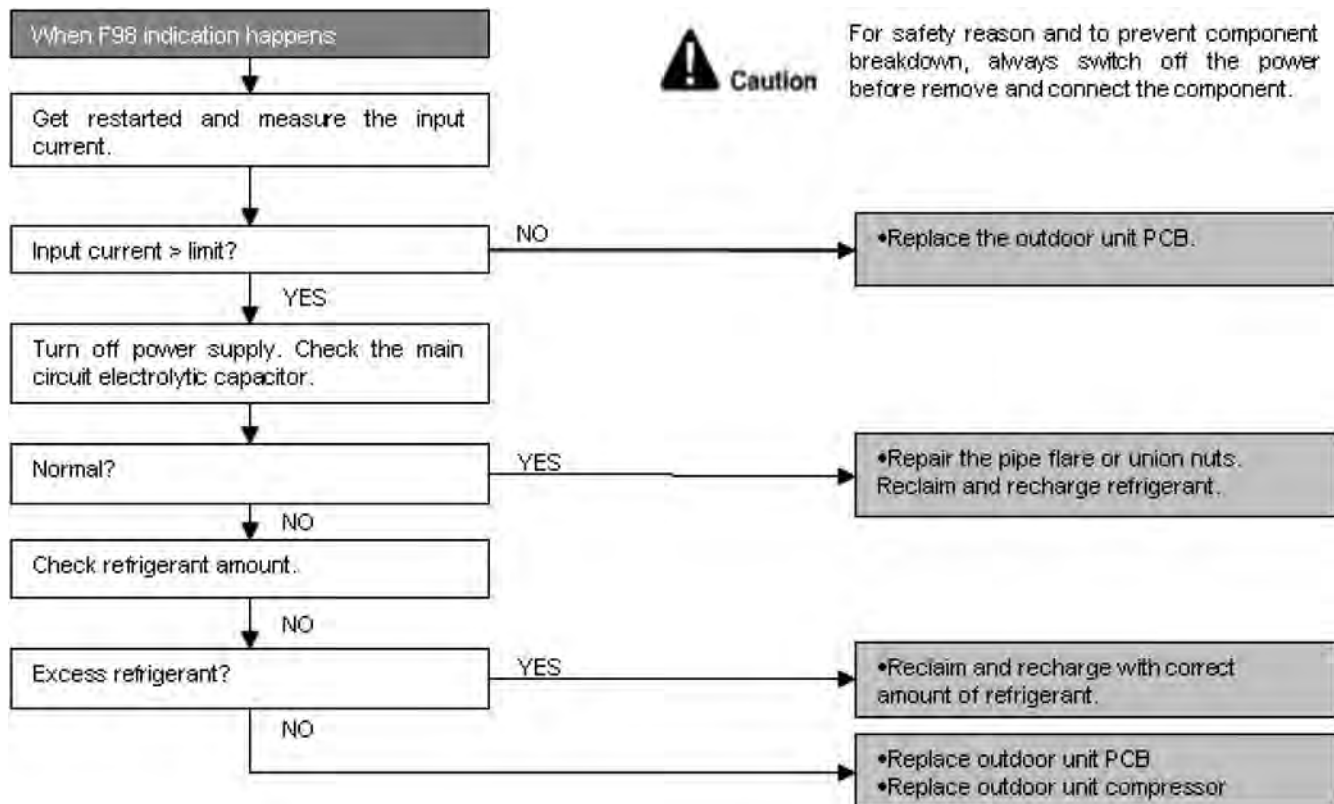 When F98 indication happens
Caution
For safety reason and to prevent component
breakdown, always switch off the power
before remove and connect the component.
Get restarted and measure the input
current.
Input current > limit?
NO
•Replace the outdoor unit PCB.
YES
Turn off power supply. Check the main
circuit electrolytic capacitor.
Normal?
YES
•Repair the pipe flare or union nuts.
Reclaim and recharge refrigerant.
NO
Check refrigerant amount.
NO
Excess refrigerant?
YES
•Reclaim and recharge with correct
amount of refrigerant.
NO
•Replace outdoor unit PCB
•Replace outdoor unit compressor